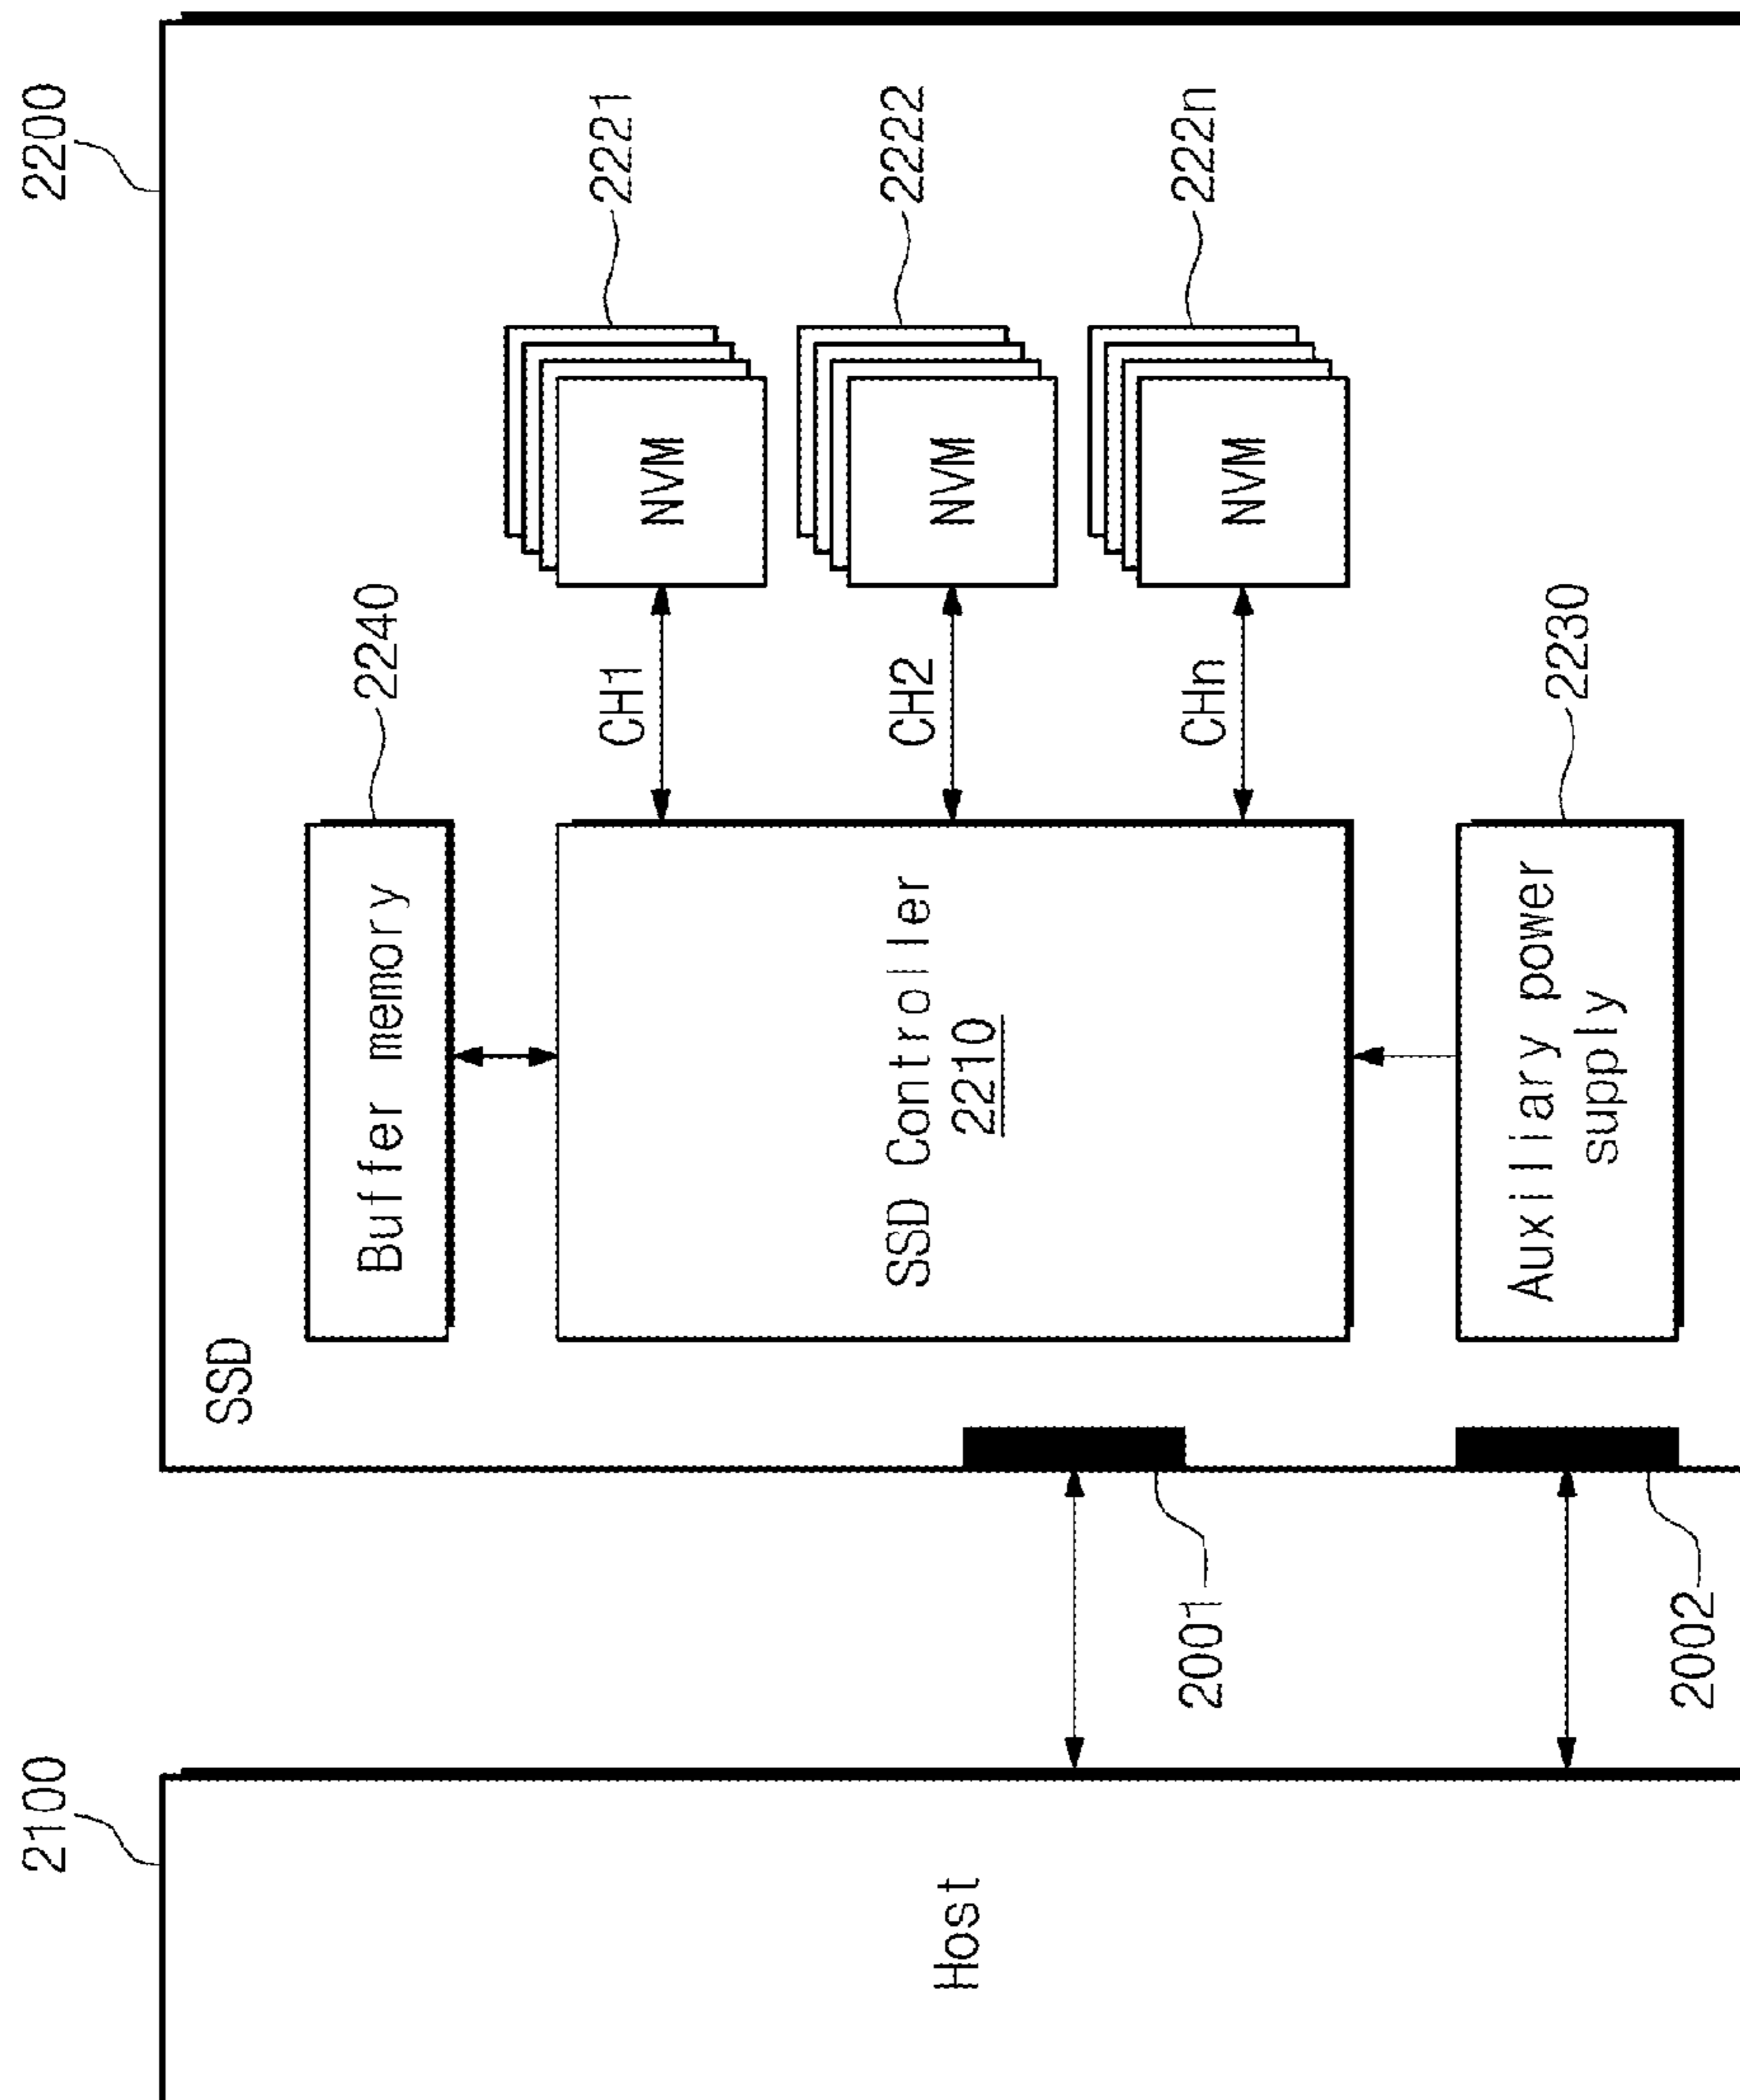 2100
2200
Host
SSD
2001
2002
Buffer memory
2240
SSD Controller
2210
Auxiliary power
supply
2230
CH1
CH2
CHn
NVM
2221
NVM
2222
NVM
222n